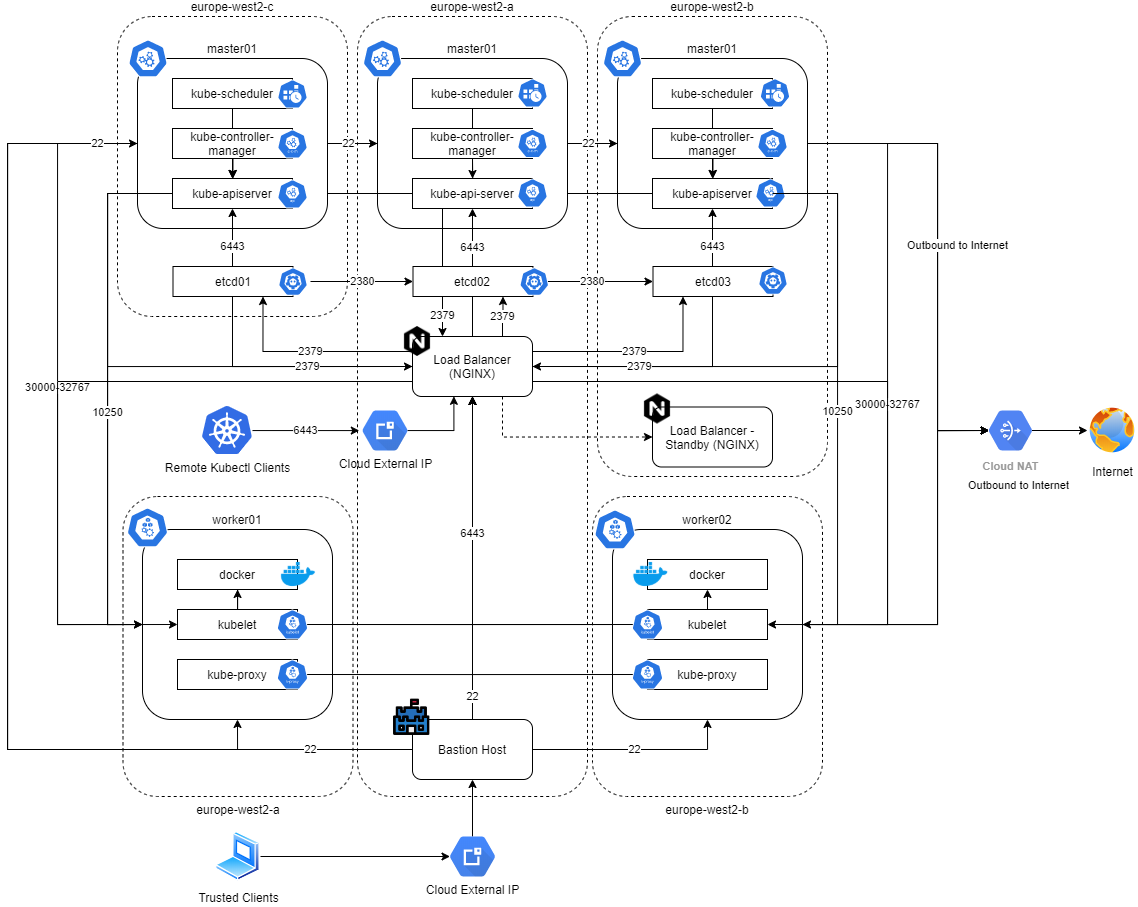 europe-west2-c
europe-west2-a
europe-west2-b
master01
master01
master01
kube-scheduler
kube-scheduler
kube-scheduler
22
kube-controller-
manager
22
kube-controller-
manager
22
kube-controller-
manager
kube-apiserver
kube-api-server
kube-apiserver
6443
6443
6443
Outbound to Internet
etcd01
2380
etcd02
2380
etcd03
2379
2379
2379
2379
Load Balancer
(NGINX)
2379
2379
30000-32767
10250
10250
30000-32767
6443
Load Balancer -
Standby (NGINX)
Remote Kubectl Clients
Cloud External IP
Cloud NAT
Internet
Outbound to Internet
worker01
worker02
6443
docker
docker
kubelet
kubelet
kube-proxy
kube-proxy
22
22
Bastion Host
22
europe-west2-a
europe-west2-b
Trusted Clients
Cloud External IP